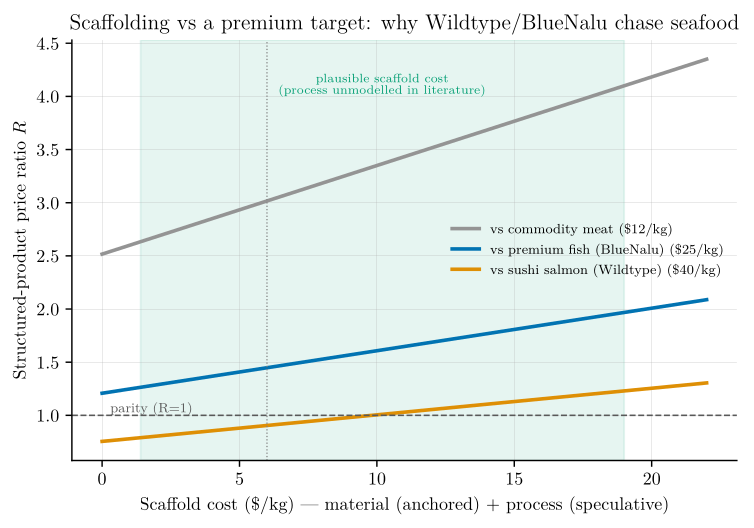 Scaffolding vs a premium target: why Wildtype/BlueNalu chase seafood
4.5
4.0
3.5
3.0
2.5
2.0
1.5
1.0
Structured-product price ratio R
plausible scaffold cost
(process unmodelled in literature)
vs commodity meat ($12/kg)
vs premium fish (BlueNalu) ($25/kg)
vs sushi salmon (Wildtype) ($40/kg)
parity (R=1)
0
5
10
15
20
Scaffold cost ($/kg) — material (anchored) + process (speculative)